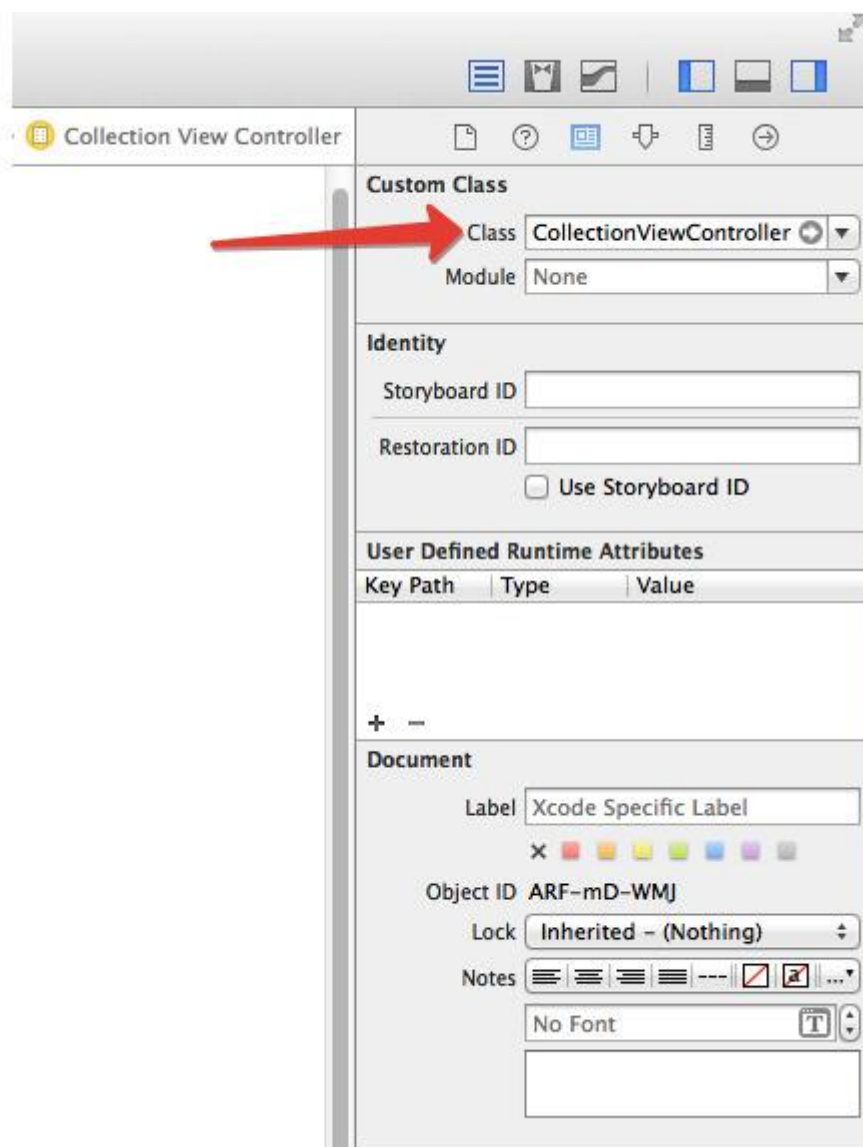 Collection View Controller
Custom Class
Class CollectionViewController
Module None
Identity
Storyboard ID
Restoration ID
Use Storyboard ID
User Defined Runtime Attributes
Key Path Type Value
+ −
Document
Label Xcode Specific Label
Object ID ARF-mD-WMJ
Lock Inherited – (Nothing)
Notes --- a ...
No Font T